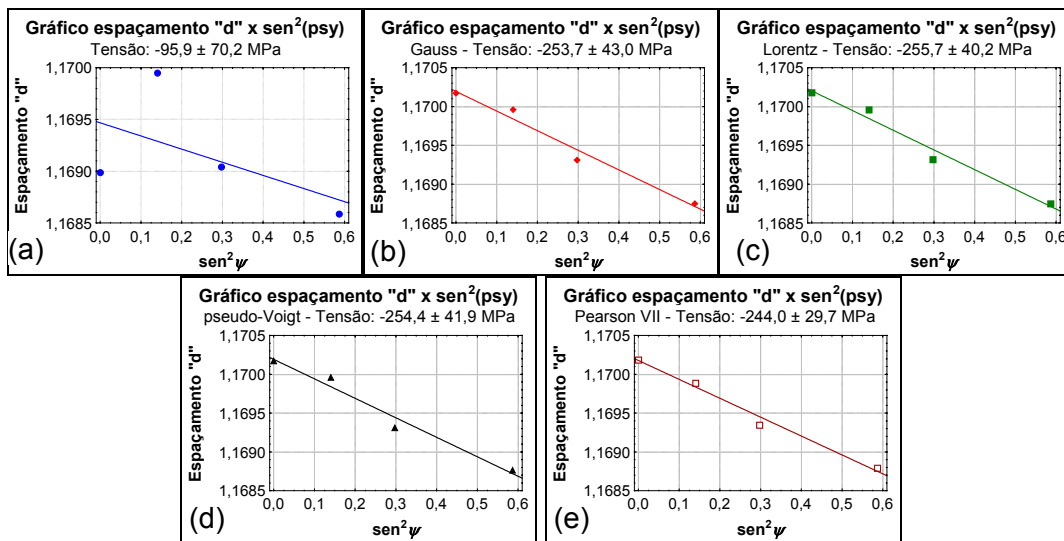 Gráfico espaçamento "d" x sen²(psy)
Tensão: -95,9 ± 70,2 MPa
Espaçamento "d"
1,1700
1,1695
1,1690
1,1685
0,0 0,1 0,2 0,3 0,4 0,5 0,6
sen²ψ
(a)
Gráfico espaçamento "d" x sen²(psy)
Gauss - Tensão: -253,7 ± 43,0 MPa
Espaçamento "d"
1,1705
1,1700
1,1695
1,1690
1,1685
0,0 0,1 0,2 0,3 0,4 0,5 0,6
sen²ψ
(b)
Gráfico espaçamento "d" x sen²(psy)
Lorentz - Tensão: -255,7 ± 40,2 MPa
Espaçamento "d"
1,1705
1,1700
1,1695
1,1690
1,1685
0,0 0,1 0,2 0,3 0,4 0,5 0,6
sen²ψ
(c)
Gráfico espaçamento "d" x sen²(psy)
pseudo-Voigt - Tensão: -254,4 ± 41,9 MPa
Espaçamento "d"
1,1705
1,1700
1,1695
1,1690
1,1685
0,0 0,1 0,2 0,3 0,4 0,5 0,6
sen²ψ
(d)
Gráfico espaçamento "d" x sen²(psy)
Pearson VII - Tensão: -244,0 ± 29,7 MPa
Espaçamento "d"
1,1705
1,1700
1,1695
1,1690
1,1685
0,0 0,1 0,2 0,3 0,4 0,5 0,6
sen²ψ
(e)